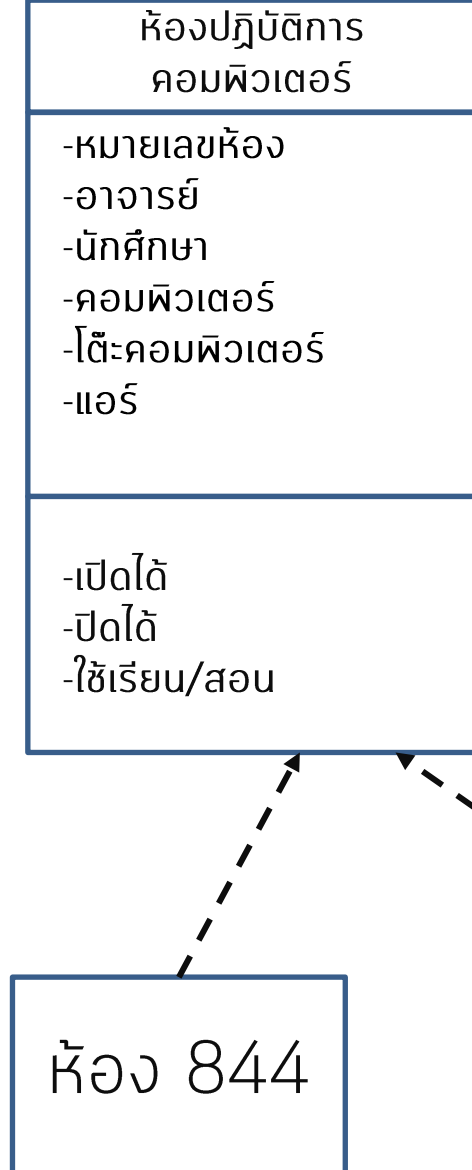 ห้องปฏิบัติการ
คอมพิวเตอร์
-หมายเลขห้อง
-อาจารย์
-นักศึกษา
-คอมพิวเตอร์
-โต๊ะคอมพิวเตอร์
-แอร์
-เปิดได้
-ปิดได้
-ใช้เรียน/สอน
ห้อง 844